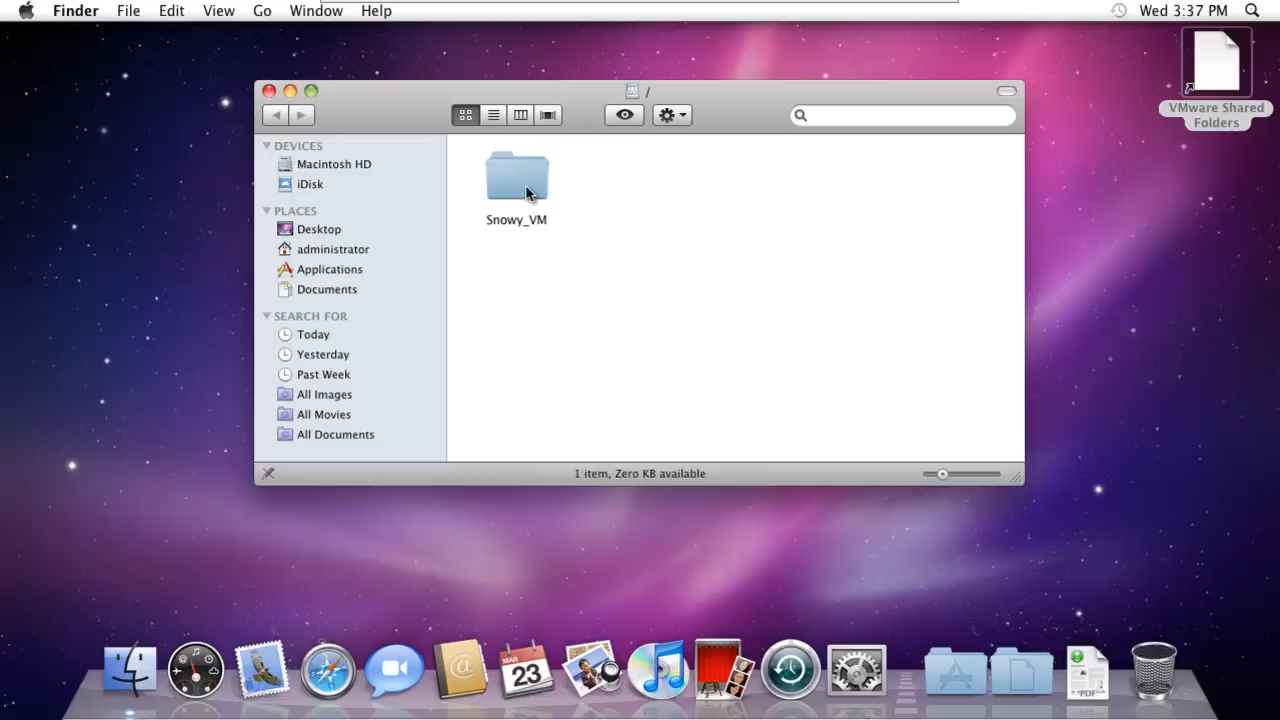 Finder File Edit View Go Window Help
Wed 3:37 PM
VMware Shared
Folders
/
DEVICES
Macintosh HD
iDisk
PLACES
Desktop
administrator
Applications
Documents
SEARCH FOR
Today
Yesterday
Past Week
All Images
All Movies
All Documents
Snowy_VM
1 item, Zero KB available
MAR
23
PDF